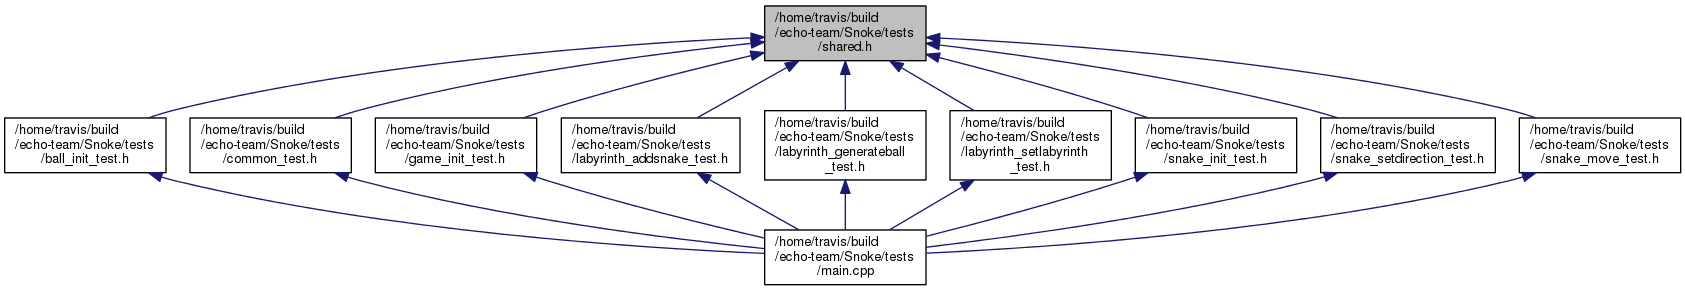 /home/travis/build
/echo-team/Snoke/tests
/shared.h
/home/travis/build
/echo-team/Snoke/tests
/ball_init_test.h
/home/travis/build
/echo-team/Snoke/tests
/common_test.h
/home/travis/build
/echo-team/Snoke/tests
/game_init_test.h
/home/travis/build
/echo-team/Snoke/tests
/labyrinth_addsnake_test.h
/home/travis/build
/echo-team/Snoke/tests
/labyrinth_generateball
_test.h
/home/travis/build
/echo-team/Snoke/tests
/labyrinth_setlabyrinth
_test.h
/home/travis/build
/echo-team/Snoke/tests
/snake_init_test.h
/home/travis/build
/echo-team/Snoke/tests
/snake_setdirection_test.h
/home/travis/build
/echo-team/Snoke/tests
/snake_move_test.h
/home/travis/build
/echo-team/Snoke/tests
/main.cpp